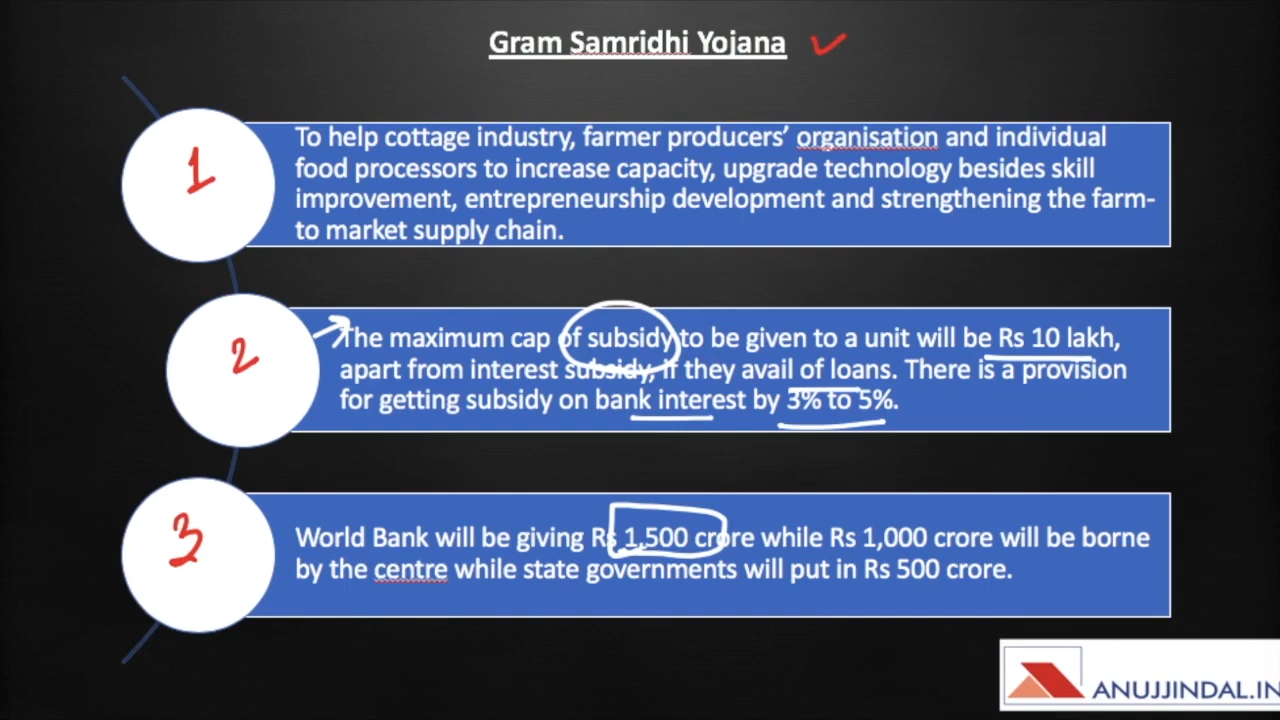 Gram Samridhi Yojana
1
To help cottage industry, farmer producers’ organisation and individual
food processors to increase capacity, upgrade technology besides skill
improvement, entrepreneurship development and strengthening the farm-
to market supply chain.
2
The maximum cap of subsidy to be given to a unit will be Rs 10 lakh,
apart from interest subsidy, if they avail of loans. There is a provision
for getting subsidy on bank interest by 3% to 5%.
3
World Bank will be giving Rs 1,500 crore while Rs 1,000 crore will be borne
by the centre while state governments will put in Rs 500 crore.
ANUJJINDAL.IN